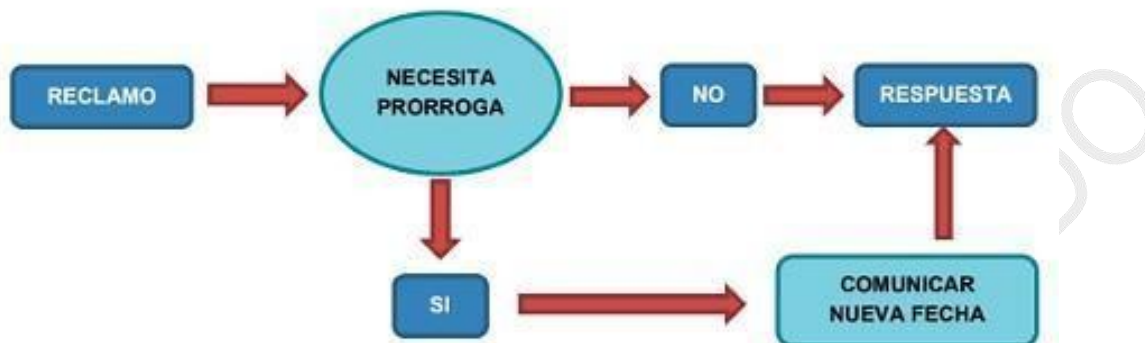 RECLAMO
NECESITA
PRORROGA
NO
RESPUESTA
SI
COMUNICAR
NUEVA FECHA